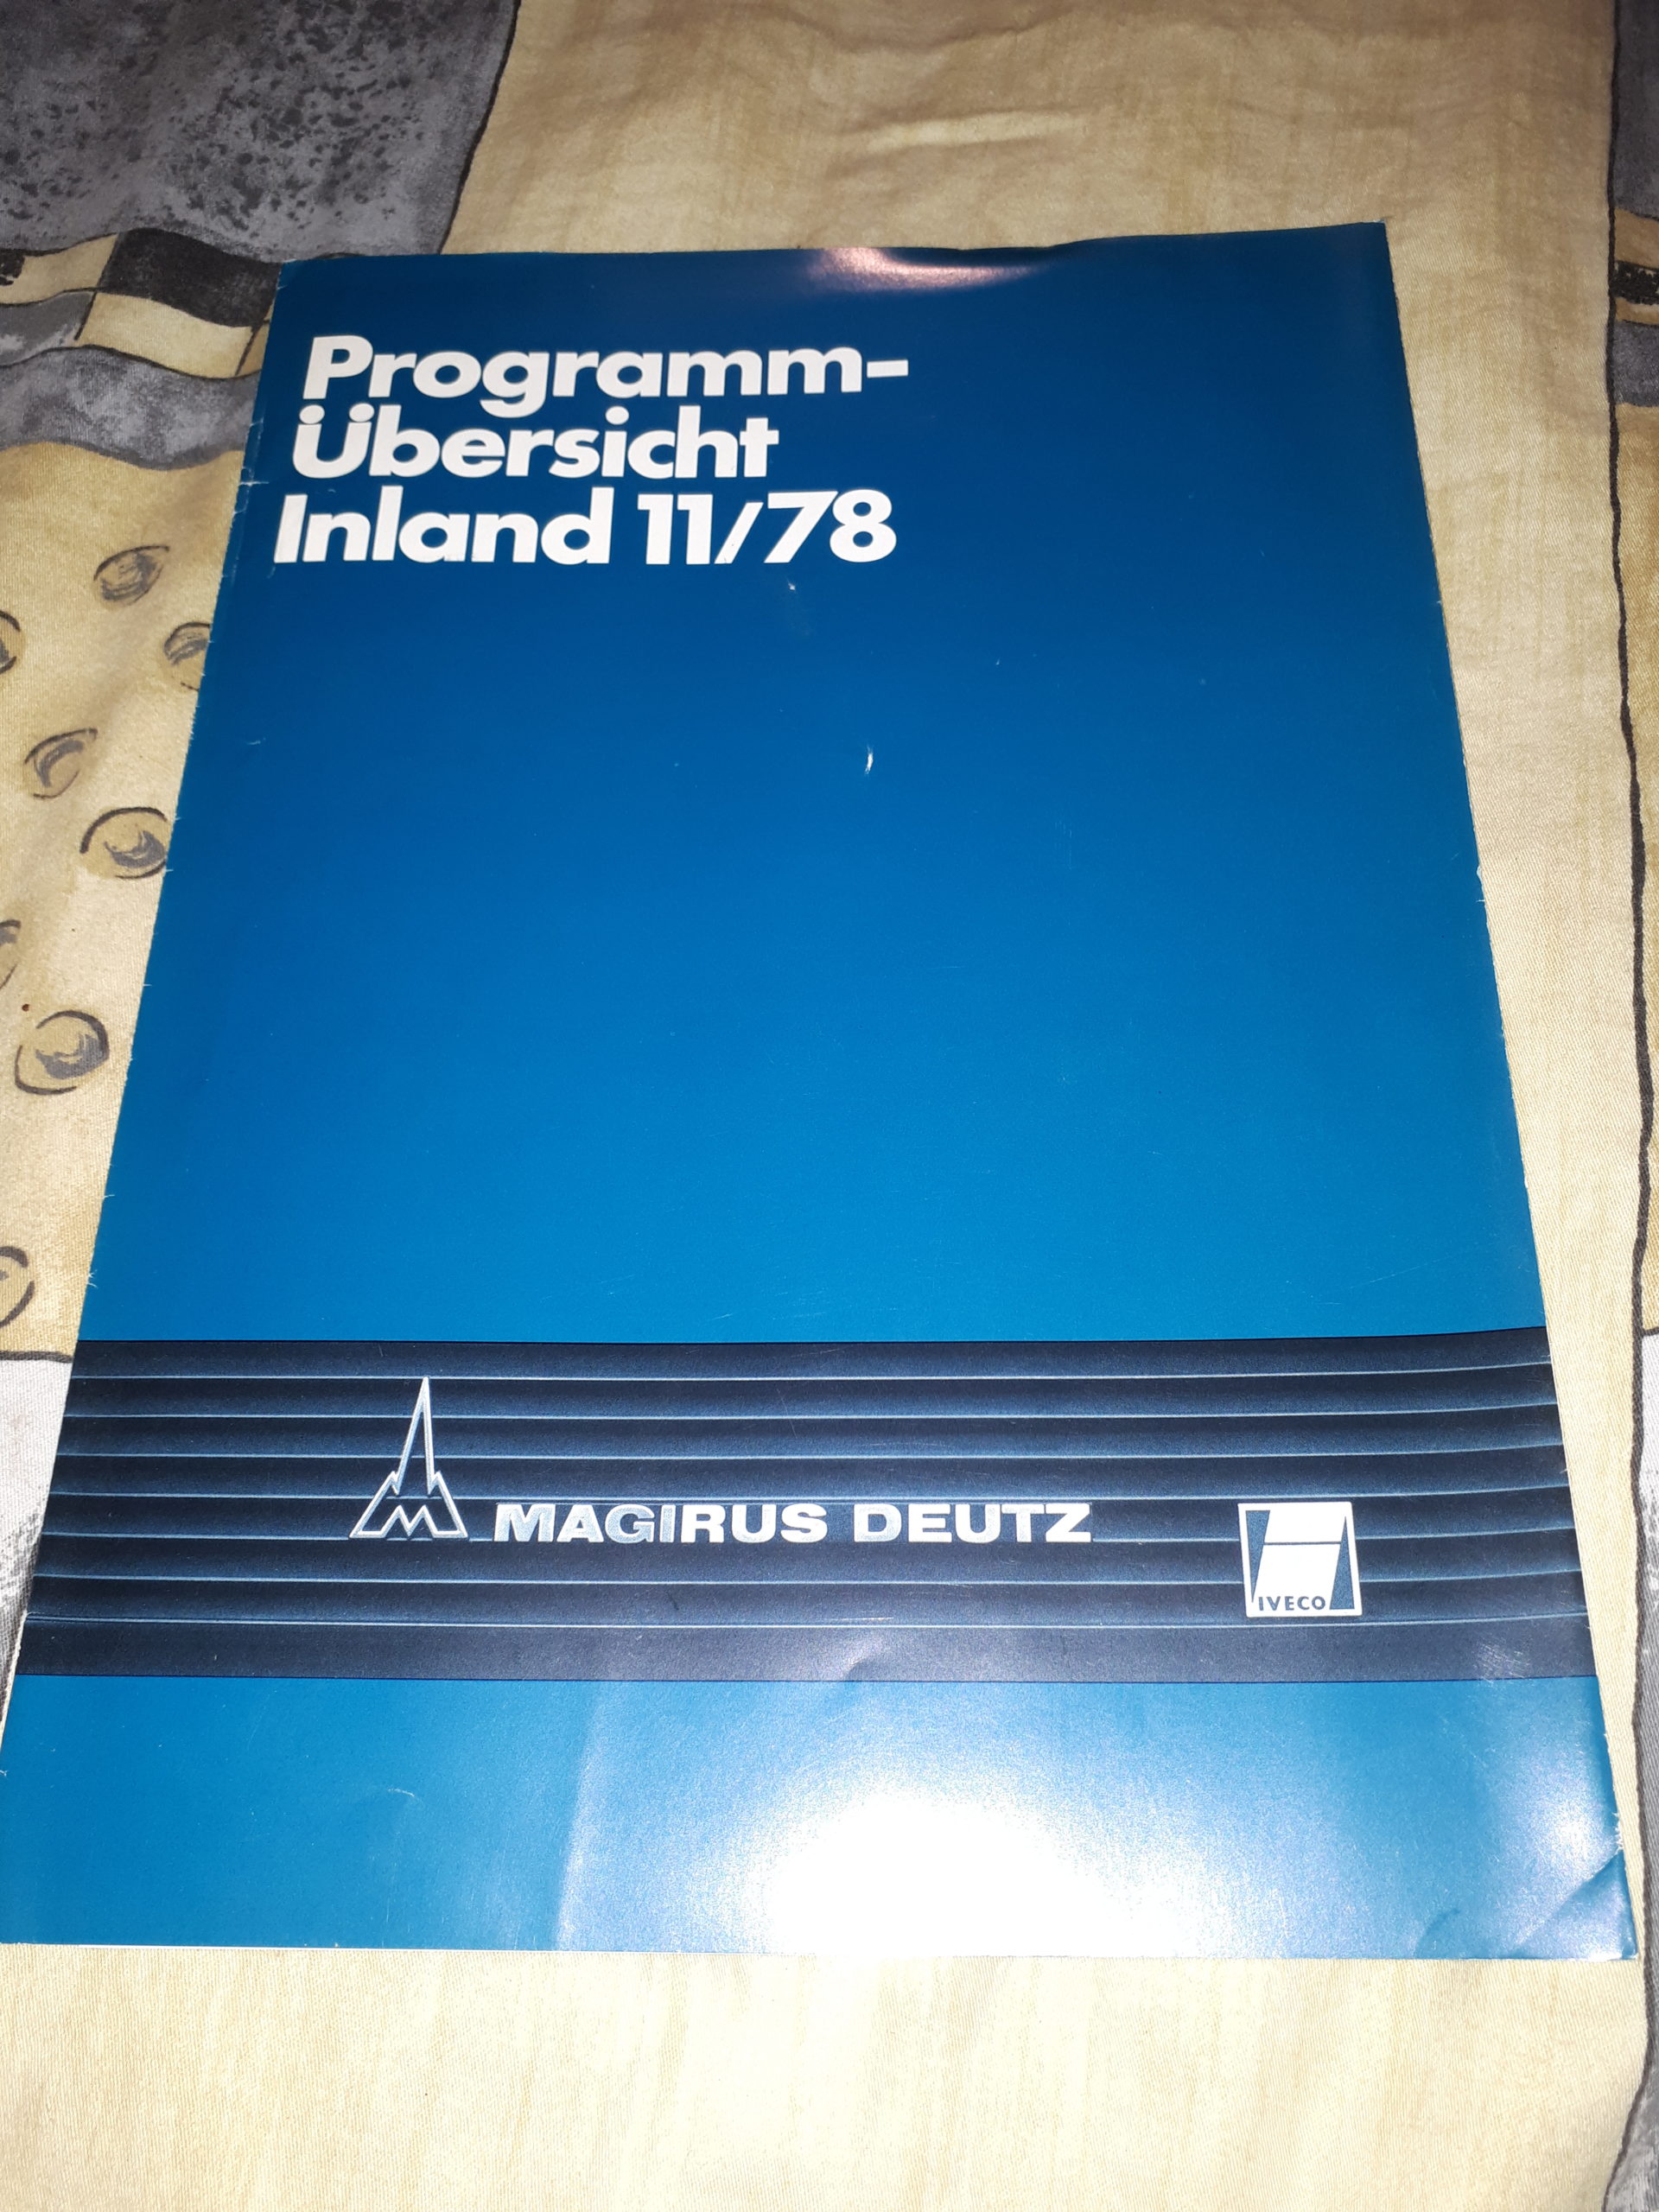 Programm-
Übersicht
Inland 11/78
M MAGIRUS DEUTZ
IVECO